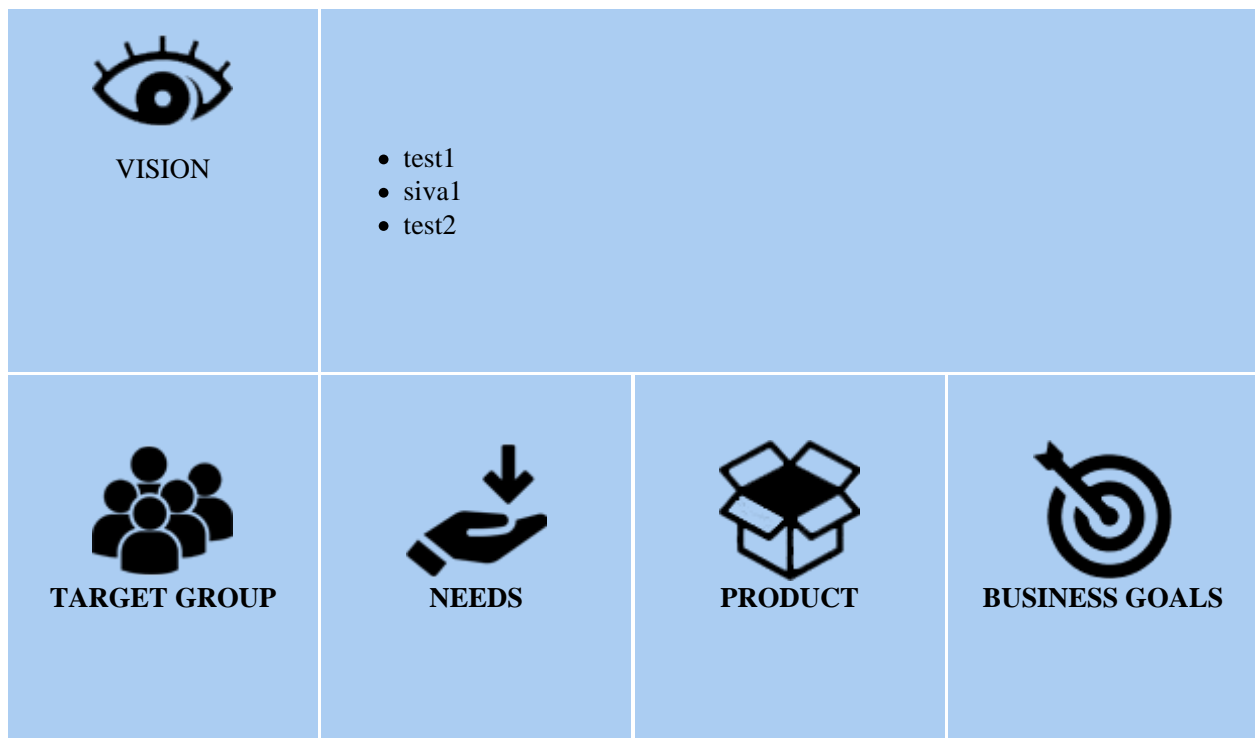 VISION
test1
siva1
test2
TARGET GROUP
NEEDS
PRODUCT
BUSINESS GOALS